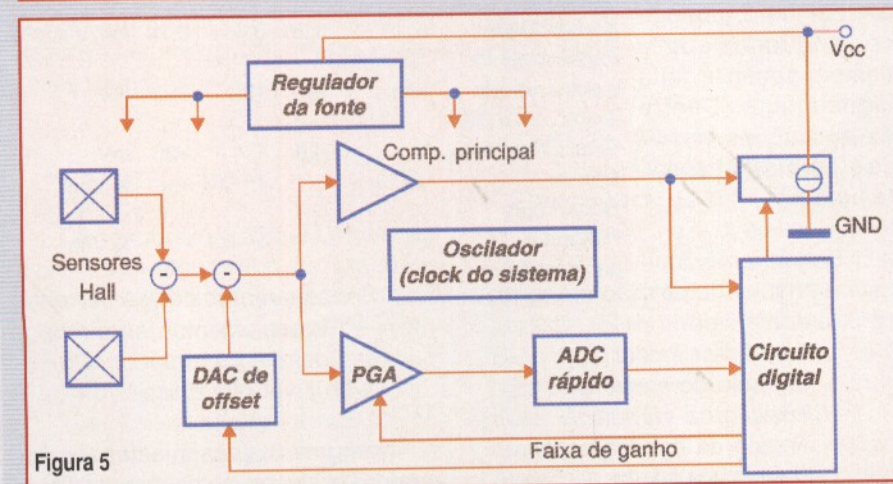 Vcc
Regulador
da fonte
Comp. principal
GND
Oscilador
(clock do sistema)
Sensores
Hall
-
-
DAC de
offset
PGA
ADC
rápido
Circuito
digital
Faixa de ganho
Figura 5